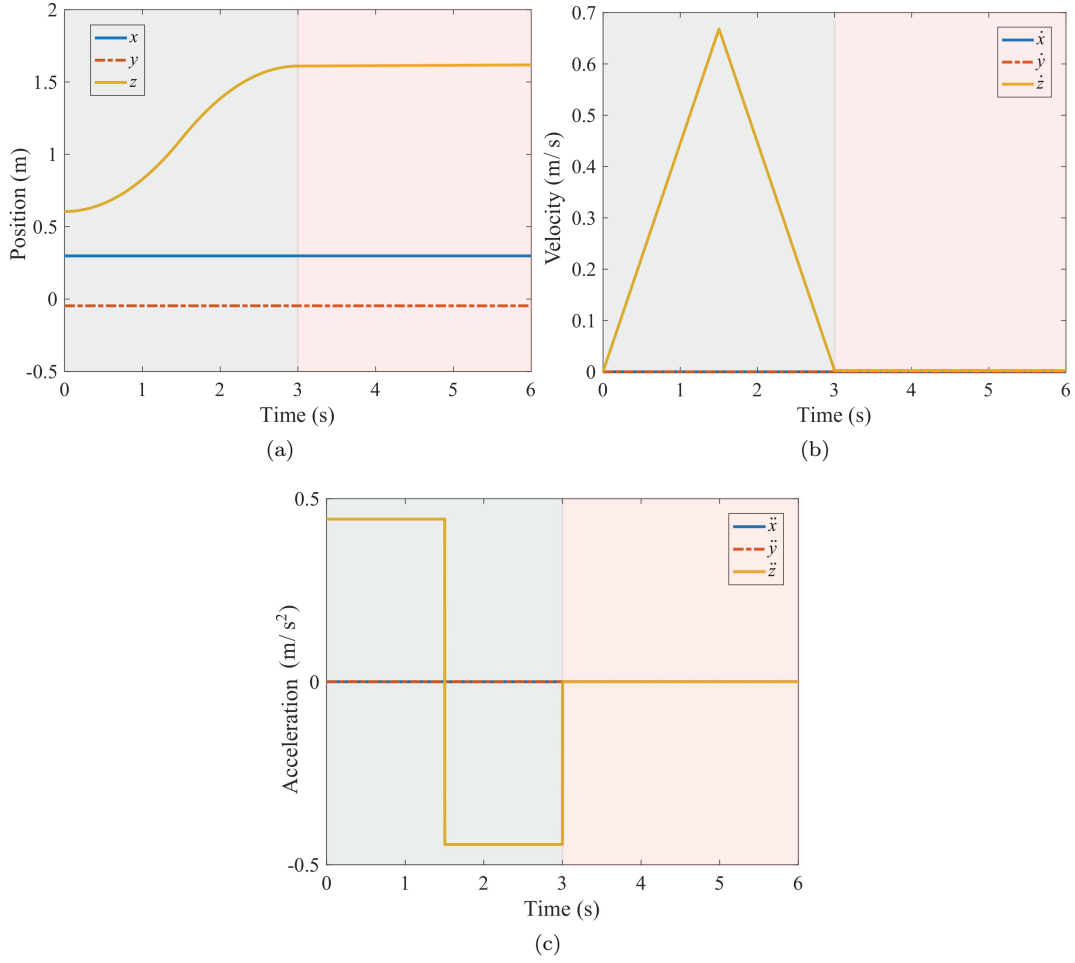 2
1.5
1
0.5
0
-0.5
Position (m)
x
y
z
0 1 2 3 4 5 6
Time (s)
(a)
0.7
0.6
0.5
0.4
0.3
0.2
0.1
0
Velocity (m/ s)
ẋ
ẏ
ż
0 1 2 3 4 5 6
Time (s)
(b)
0.5
0
-0.5
Acceleration (m/ s²)
ẍ
ÿ
z̈
0 1 2 3 4 5 6
Time (s)
(c)